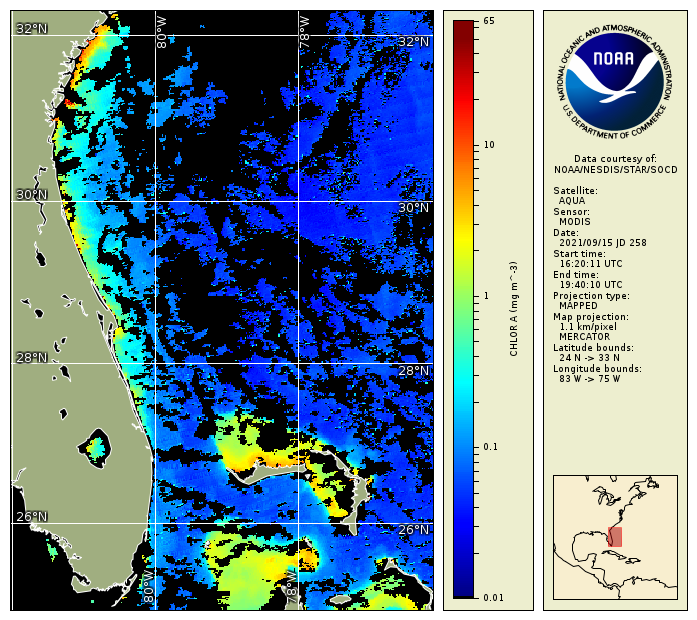 32°N
80°W
78°W
32°N
30°N
30°N
28°N
28°N
26°N
26°N
80°W
78°W
65
10
1
0.1
0.01
CHLOR A (mg m^-3)
NATIONAL OCEANIC AND ATMOSPHERIC ADMINISTRATION
NOAA
U.S. DEPARTMENT OF COMMERCE
Data courtesy of:
NOAA/NESDIS/STAR/SOCD
Satellite:
AQUA
Sensor:
MODIS
Date:
2021/09/15 JD 258
Start time:
16:20:11 UTC
End time:
19:40:10 UTC
Projection type:
MAPPED
Map projection:
1.1 km/pixel
MERCATOR
Latitude bounds:
24 N -> 33 N
Longitude bounds:
83 W -> 75 W